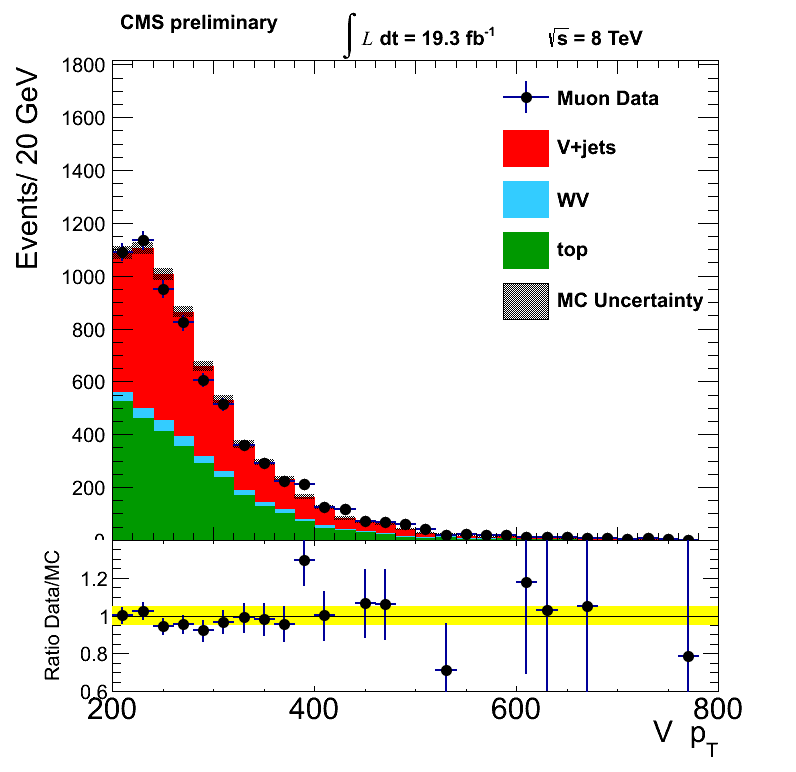 CMS preliminary
∫ L dt = 19.3 fb⁻¹
√s = 8 TeV
Events/ 20 GeV
1800
1600
1400
1200
1000
800
600
400
200
0
Muon Data
V+jets
WV
top
MC Uncertainty
Ratio Data/MC
1.2
1
0.8
0.6
200 400 600 800
V p_T